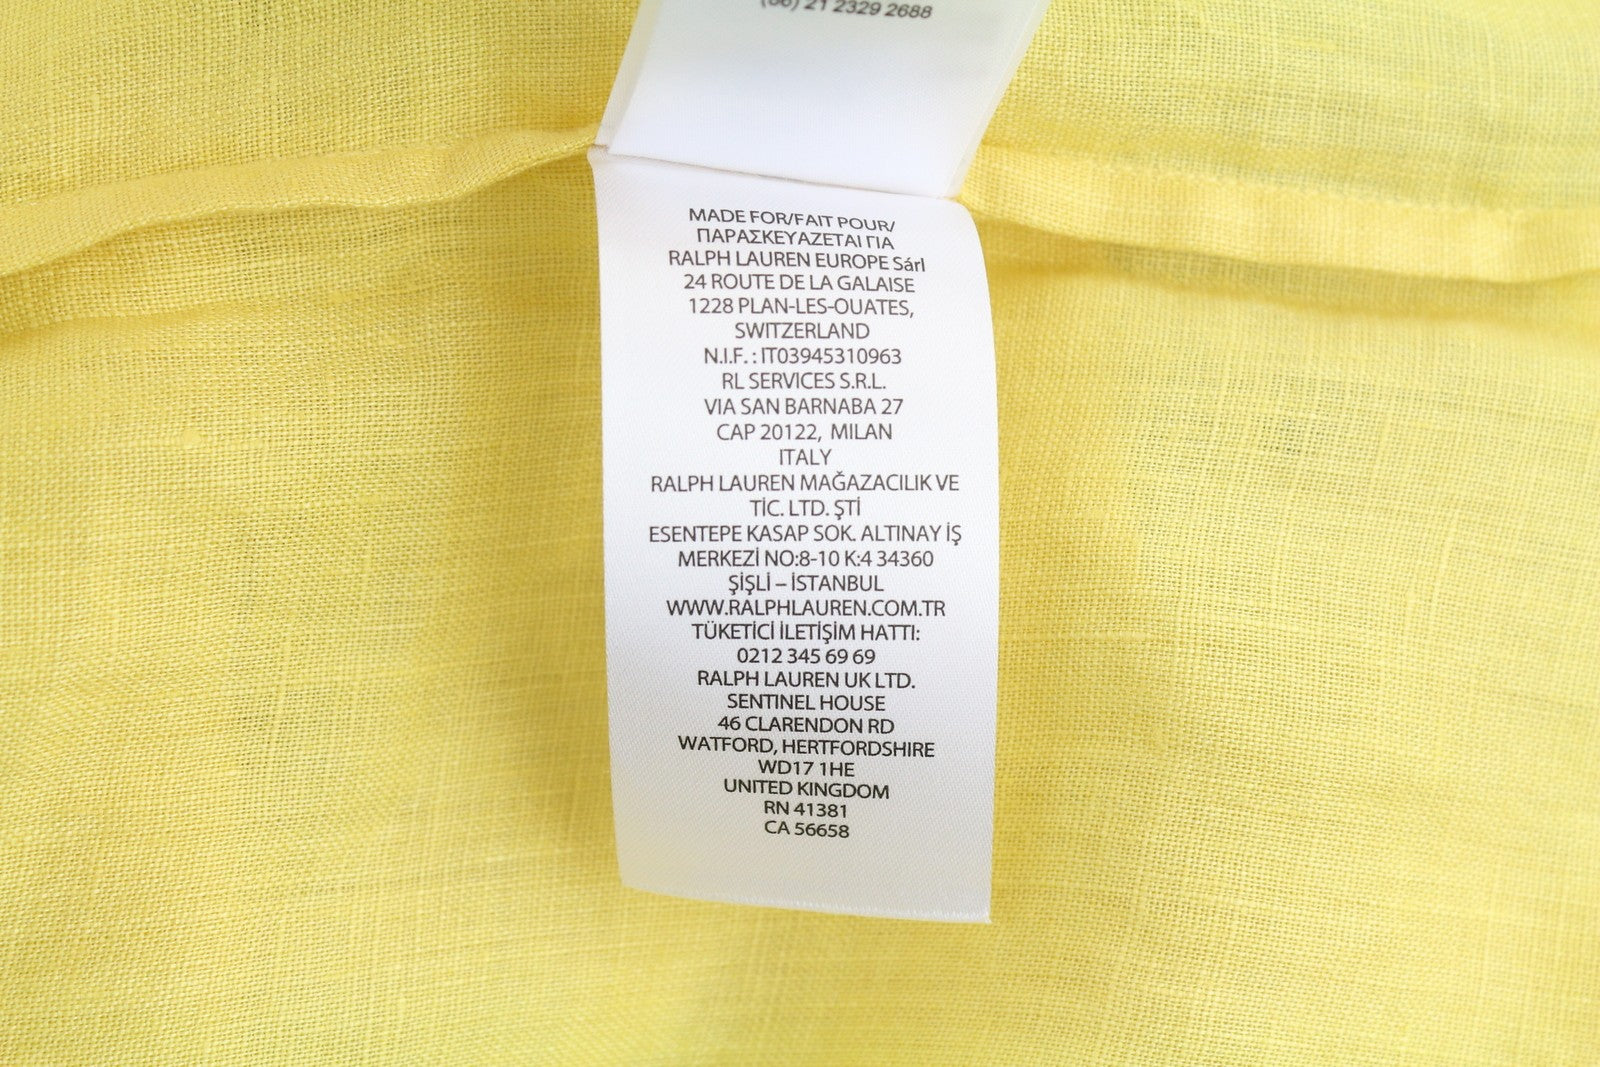 (86) 21 2329 2688
MADE FOR/FAIT POUR/
ΠΑΡΑΣΚΕΥΑΖΕΤΑΙ ΓΙΑ
RALPH LAUREN EUROPE Sárl
24 ROUTE DE LA GALAISE
1228 PLAN-LES-OUATES,
SWITZERLAND
N.I.F. : IT03945310963
RL SERVICES S.R.L.
VIA SAN BARNABA 27
CAP 20122, MILAN
ITALY
RALPH LAUREN MAĞAZACILIK VE
TİC. LTD. ŞTİ
ESENTEPE KASAP SOK. ALTINAY İŞ
MERKEZİ NO:8-10 K:4 34360
ŞİŞLİ – İSTANBUL
WWW.RALPHLAUREN.COM.TR
TÜKETİCİ İLETİŞİM HATTI:
0212 345 69 69
RALPH LAUREN UK LTD.
SENTINEL HOUSE
46 CLARENDON RD
WATFORD, HERTFORDSHIRE
WD17 1HE
UNITED KINGDOM
RN 41381
CA 56658